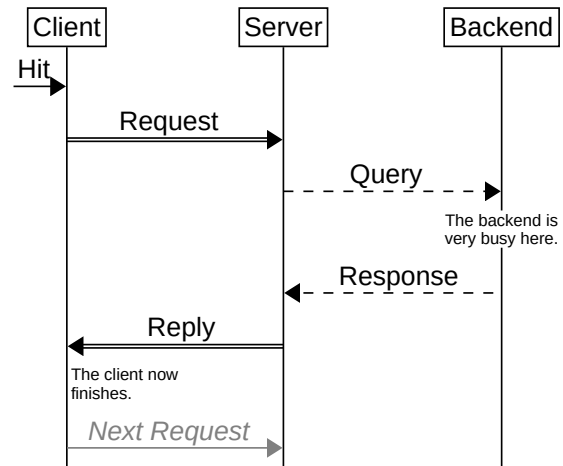 Client Server Backend
Hit
Request
Query
The backend is
very busy here.
Response
Reply
The client now
finishes.
Next Request